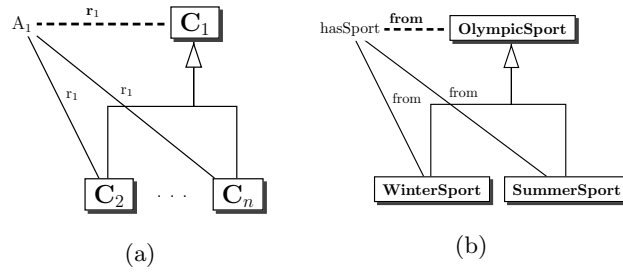 A₁ r₁ C₁
r₁ r₁
C₂ . . . Cₙ
(a)
hasSport from OlympicSport
from from
WinterSport SummerSport
(b)